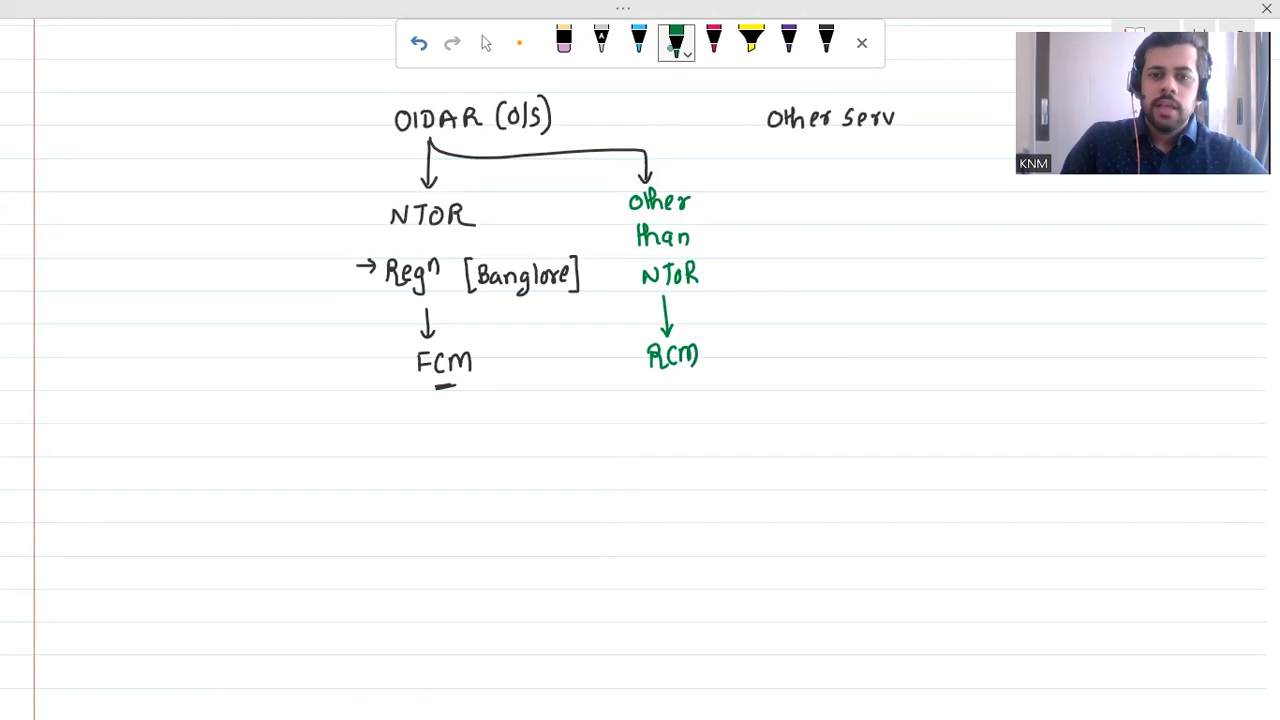 OIDAR (O/S)
Other Serv
NTOR
Other
than
NTOR
→ Regn [Banglore]
FCM
RCM
KNM